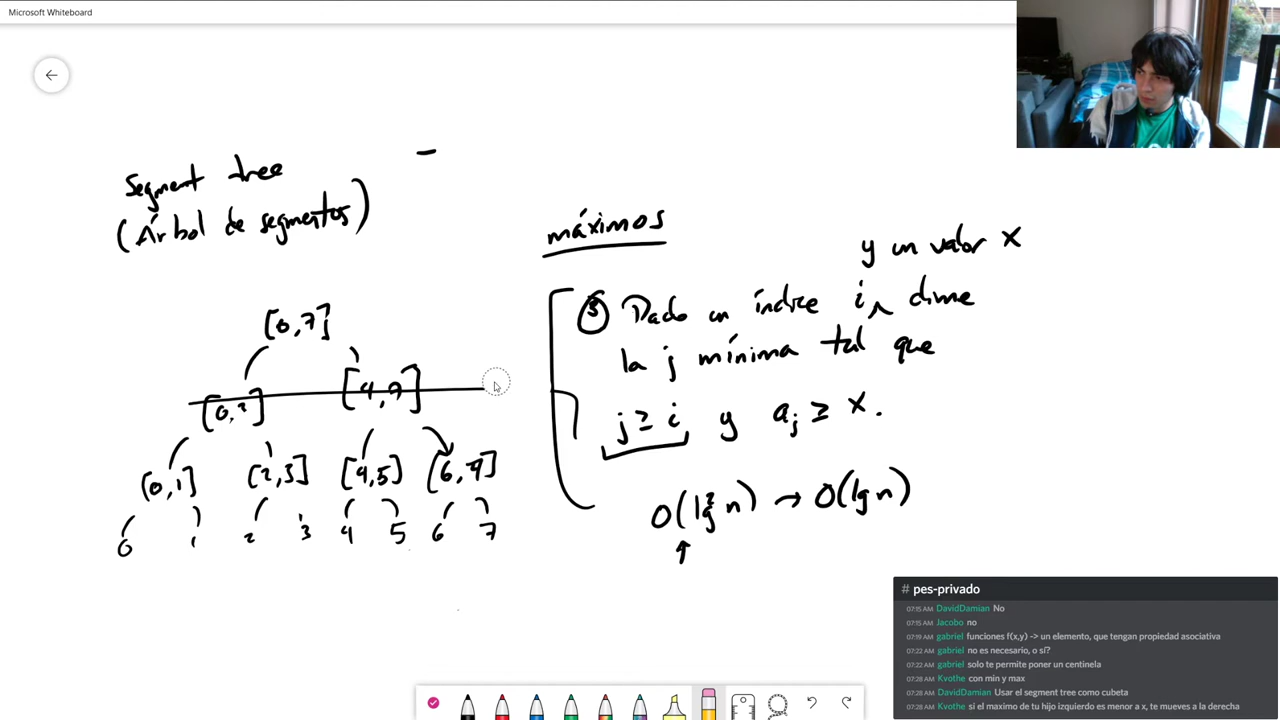 Microsoft Whiteboard
Segment tree
(Árbol de segmentos)
máximos
y un valor x
③ Dado un índice i, dime
la j mínima tal que
j ≥ i y aj ≥ x.
O(lg² n) → O(lg n)
[0,7]
[0,3] [4,7]
[0,1] [2,3] [4,5] [6,7]
0 1 2 3 4 5 6 7
# pes-privado
07:15 AM DavidDamian No
07:15 AM Jacobo no
07:19 AM gabriel funciones f(x,y) -> un elemento, que tengan propiedad asociativa
07:22 AM gabriel no es necesario, o sí?
07:22 AM gabriel solo te permite poner un centinela
07:28 AM Kvothe con min y max
07:28 AM DavidDamian Usar el segment tree como cubeta
07:28 AM Kvothe si el maximo de tu hijo izquierdo es menor a x, te mueves a la derecha